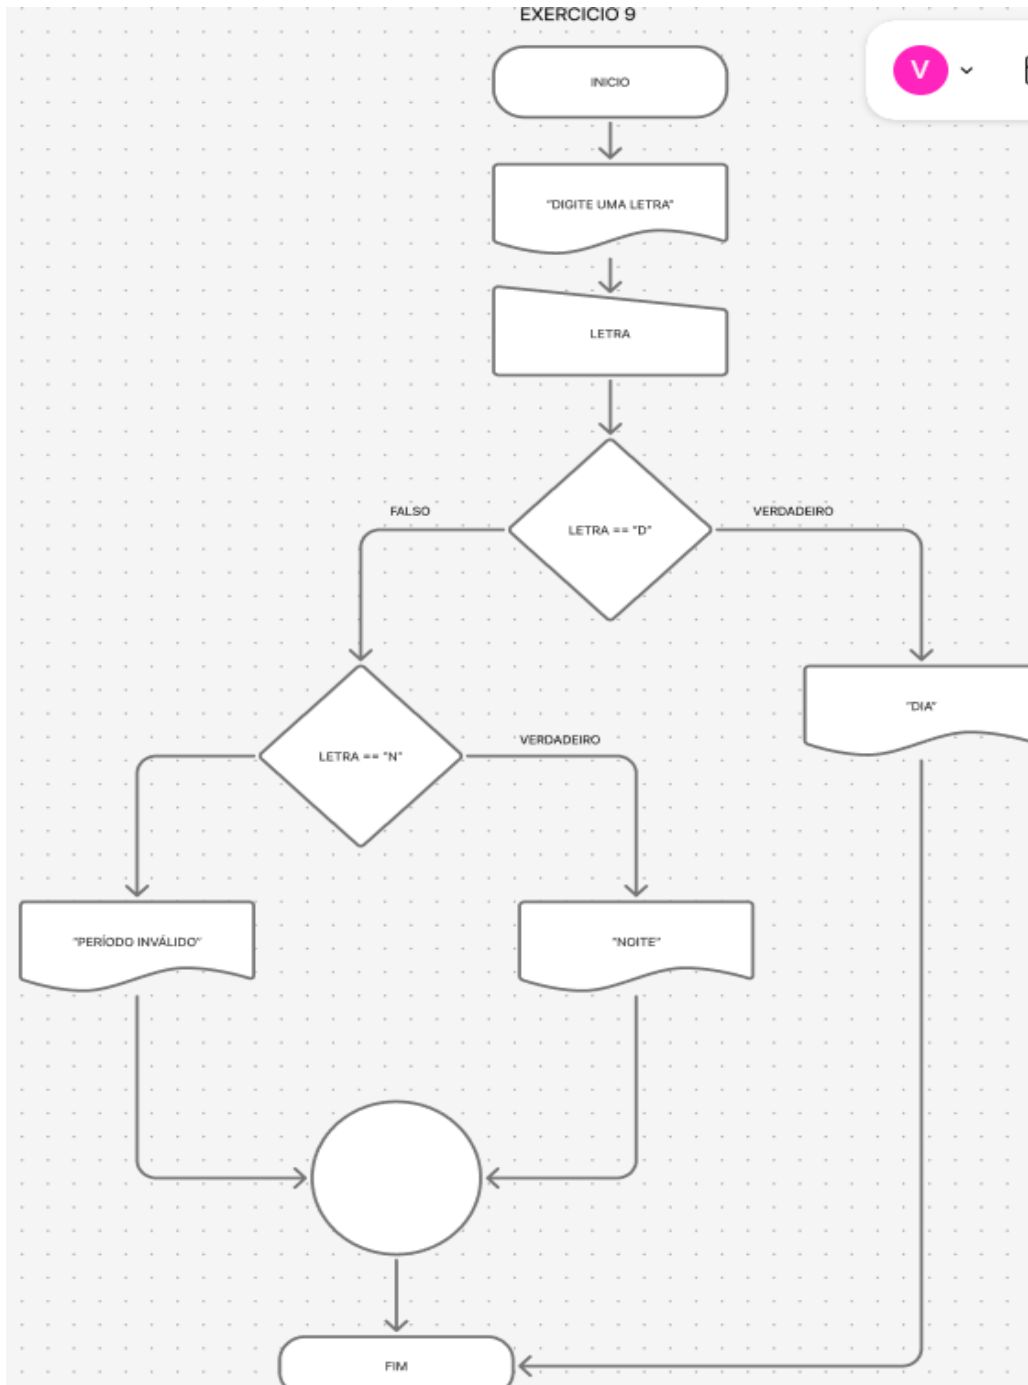 EXERCICIO 9
V
INICIO
"DIGITE UMA LETRA"
LETRA
FALSO
VERDADEIRO
LETRA == "D"
"DIA"
VERDADEIRO
LETRA == "N"
"PERÍODO INVÁLIDO"
"NOITE"
FIM